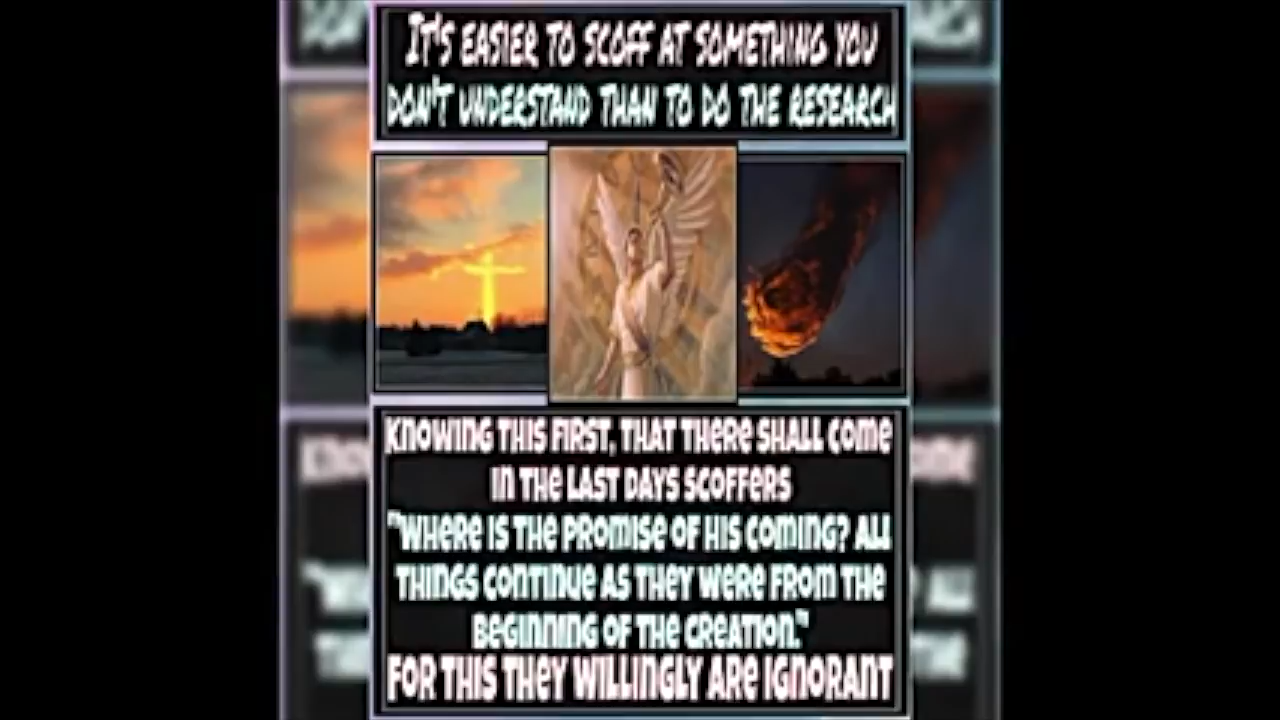 IT'S EASIER TO SCOFF AT SOMETHING YOU
DON'T UNDERSTAND THAN TO DO THE RESEARCH
KNOWING THIS FIRST, THAT THERE SHALL COME
IN THE LAST DAYS SCOFFERS
"WHERE IS THE PROMISE OF HIS COMING? ALL
THINGS CONTINUE AS THEY WERE FROM THE
BEGINNING OF THE CREATION."
FOR THIS THEY WILLINGLY ARE IGNORANT